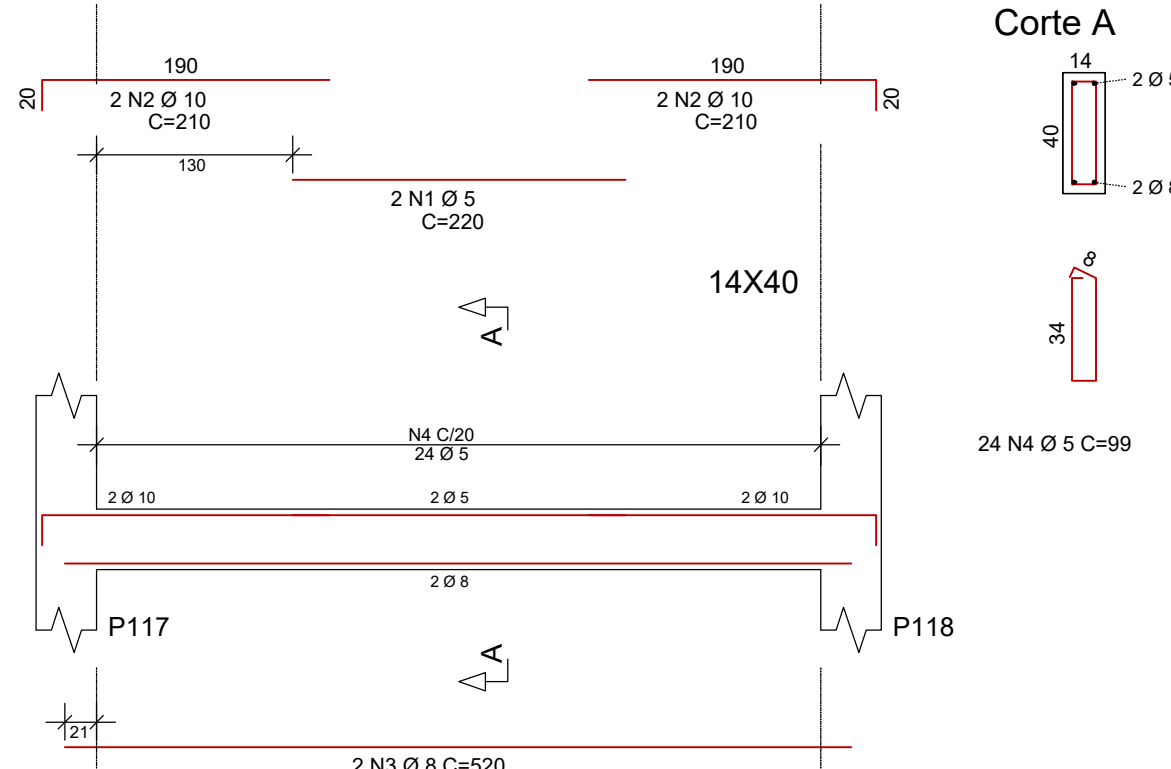 Corte A
190
190
14
20
2 N2 Ø 10
C=210
2 N2 Ø 10
C=210
20
2 Ø 5
40
130
2 Ø 8
2 N1 Ø 5
C=220
14X40
8
A
34
N4 C/20
24 Ø 5
24 N4 Ø 5 C=99
2 Ø 10
2 Ø 5
2 Ø 10
2 Ø 8
P117
P118
A
21
2 N3 Ø 8 C=520